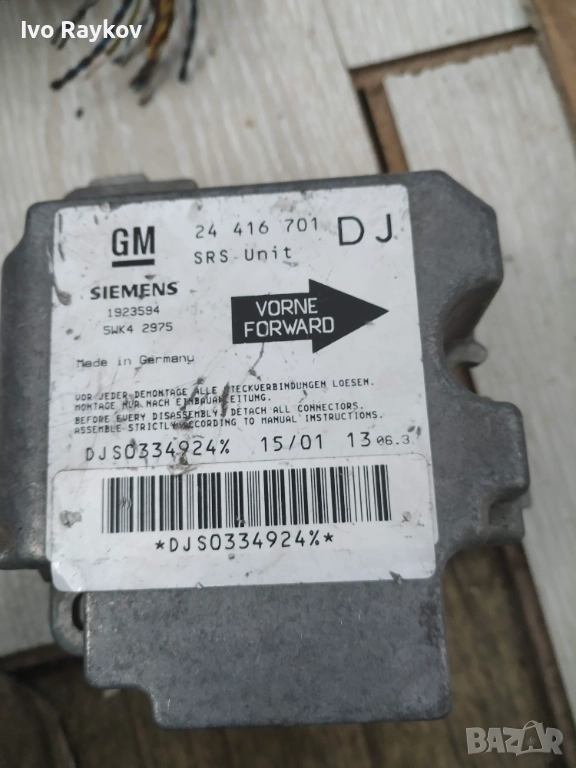 Ivo Raykov
GM
24 416 701 DJ
SRS Unit
SIEMENS
1923594
5WK4 2975
VORNE
FORWARD
Made in Germany
VOR JEDER DEMONTAGE ALLE STECKVERBINDUNGEN LOESEN.
MONTAGE NUR NACH EINBAUANLEITUNG.
BEFORE EVERY DISASSEMBLY, DETACH ALL CONNECTORS.
ASSEMBLE STRICTLY ACCORDING TO MANUAL INSTRUCTIONS.
DJS0334924% 15/01 13 06.3
*DJS0334924%*
BAZAR